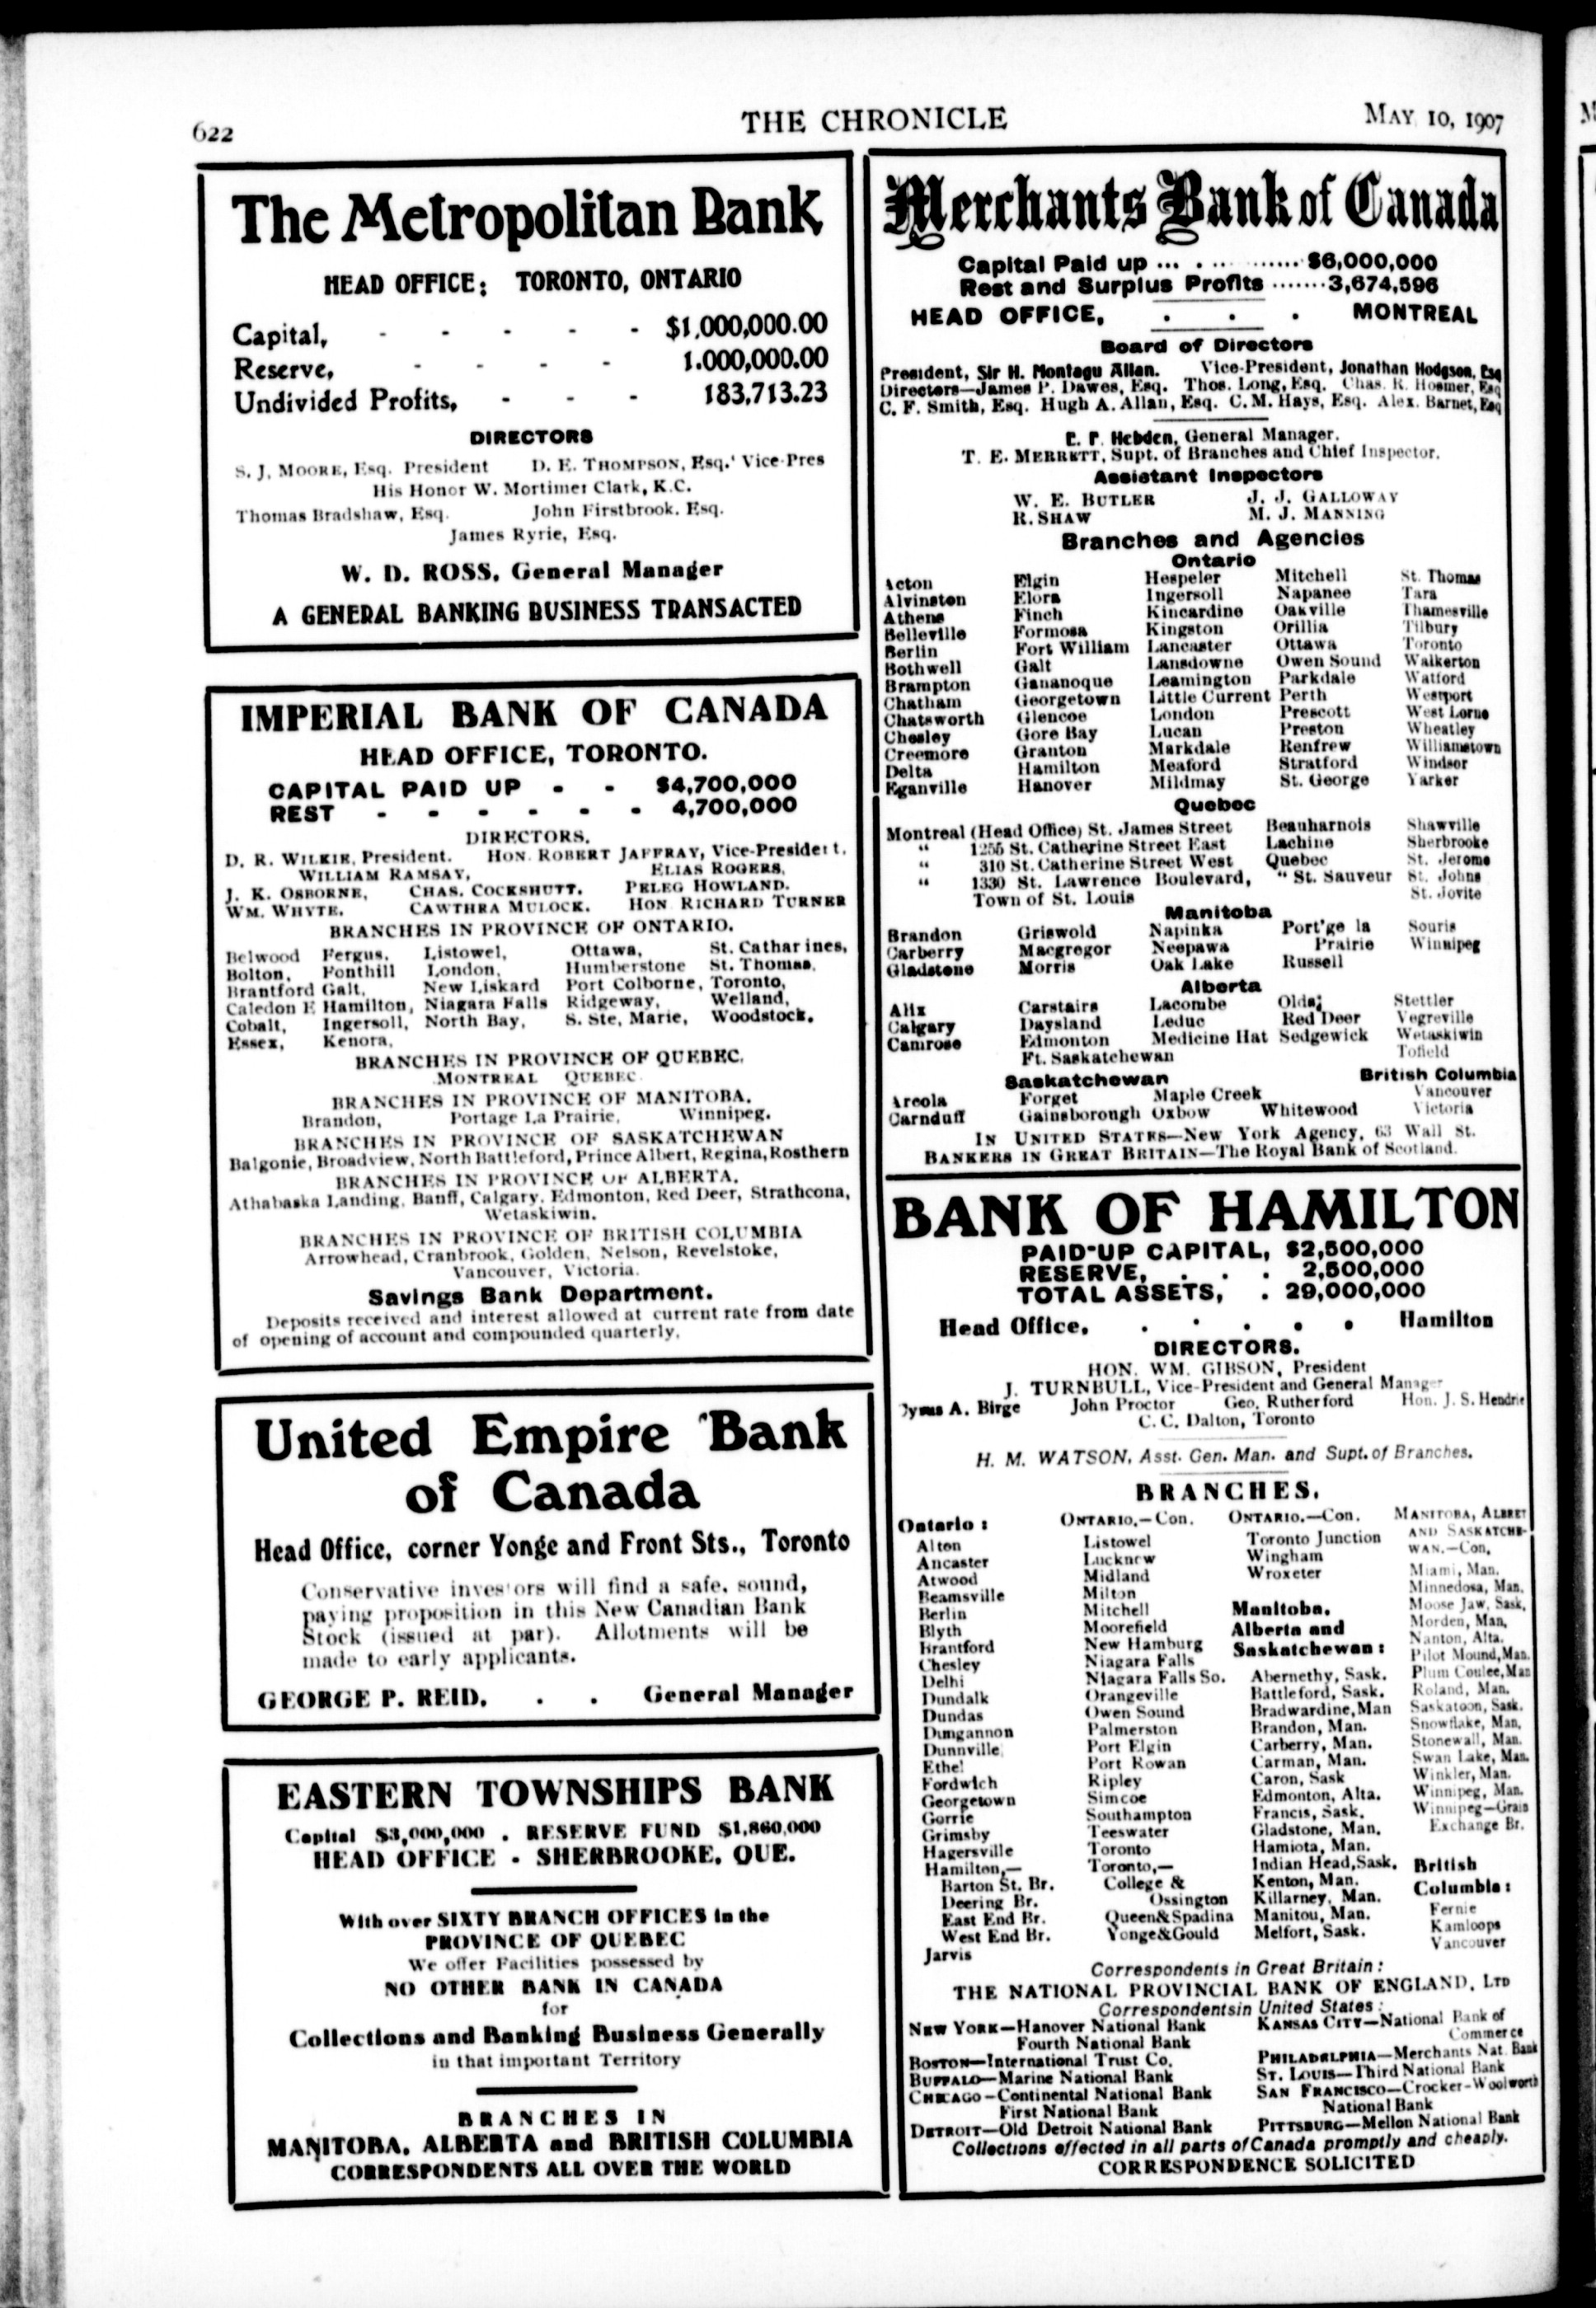 622
THE CHRONICLE
MAY 10, 1907
The Metropolitan Bank
HEAD OFFICE; TORONTO, ONTARIO
Capital, - - - - - $1,000,000.00
Reserve, - - - - 1.000,000.00
Undivided Profits, - - - 183,713.23
DIRECTORS
S. J. MOORE, Esq. President D. E. THOMPSON, Esq.' Vice-Pres
His Honor W. Mortimer Clark, K.C.
Thomas Bradshaw, Esq. John Firstbrook. Esq.
James Ryrie, Esq.
W. D. ROSS, General Manager
A GENERAL BANKING BUSINESS TRANSACTED
IMPERIAL BANK OF CANADA
HEAD OFFICE, TORONTO.
CAPITAL PAID UP - - $4,700,000
REST - - - - - - 4,700,000
DIRECTORS.
D. R. WILKIE, President. HON. ROBERT JAFFRAY, Vice-President.
WILLIAM RAMSAY, ELIAS ROGERS,
J. K. OSBORNE, CHAS. COCKSHUTT. PELEG HOWLAND.
WM. WHYTE. CAWTHRA MULOCK. HON RICHARD TURNER
BRANCHES IN PROVINCE OF ONTARIO.
Belwood Fergus, Listowel, Ottawa, St. Catharines,
Bolton, Fonthill London, Humberstone St. Thomas,
Brantford Galt, New Liskard Port Colborne, Toronto,
Caledon E Hamilton, Niagara Falls Ridgeway, Welland,
Cobalt, Ingersoll, North Bay, S. Ste, Marie, Woodstock.
Essex, Kenora,
BRANCHES IN PROVINCE OF QUEBEC.
MONTREAL QUEBEC
BRANCHES IN PROVINCE OF MANITOBA.
Brandon, Portage La Prairie, Winnipeg.
BRANCHES IN PROVINCE OF SASKATCHEWAN
Balgonie, Broadview, North Battleford, Prince Albert, Regina, Rosthern
BRANCHES IN PROVINCE OF ALBERTA.
Athabaska Landing, Banff, Calgary, Edmonton, Red Deer, Strathcona,
Wetaskiwin.
BRANCHES IN PROVINCE OF BRITISH COLUMBIA
Arrowhead, Cranbrook, Golden, Nelson, Revelstoke,
Vancouver, Victoria.
Savings Bank Department.
Deposits received and interest allowed at current rate from date
of opening of account and compounded quarterly.
United Empire Bank
of Canada
Head Office, corner Yonge and Front Sts., Toronto
Conservative investors will find a safe, sound,
paying proposition in this New Canadian Bank
Stock (issued at par). Allotments will be
made to early applicants.
GEORGE P. REID, . . General Manager
EASTERN TOWNSHIPS BANK
Capital $3,000,000 . RESERVE FUND $1,860,000
HEAD OFFICE - SHERBROOKE, QUE.
With over SIXTY BRANCH OFFICES in the
PROVINCE OF QUEBEC
We offer Facilities possessed by
NO OTHER BANK IN CANADA
for
Collections and Banking Business Generally
in that important Territory
BRANCHES IN
MANITOBA, ALBERTA and BRITISH COLUMBIA
CORRESPONDENTS ALL OVER THE WORLD
Merchants Bank of Canada
Capital Paid up ... . .. ........ $6,000,000
Rest and Surplus Profits .......3,674,596
HEAD OFFICE, . . . MONTREAL
Board of Directors
President, Sir H. Montagu Allan. Vice-President, Jonathan Hodgson, Esq
Directors—James P. Dawes, Esq. Thos. Long, Esq. Chas. R. Hosmer, Esq
C. F. Smith, Esq. Hugh A. Allan, Esq. C. M. Hays, Esq. Alex. Barnet, Esq
E. F. Hebden, General Manager.
T. E. MERRETT, Supt. of Branches and Chief Inspector.
Assistant Inspectors
W. E. BUTLER J. J. GALLOWAY
R. SHAW M. J. MANNING
Branches and Agencies
Ontario
Acton Elgin Hespeler Mitchell St. Thomas
Alvinston Elora Ingersoll Napanee Tara
Athens Finch Kincardine Oakville Thamesville
Belleville Formosa Kingston Orillia Tilbury
Berlin Fort William Lancaster Ottawa Toronto
Bothwell Galt Lansdowne Owen Sound Walkerton
Brampton Gananoque Leamington Parkdale Watford
Chatham Georgetown Little Current Perth Westport
Chatsworth Glencoe London Prescott West Lorne
Chesley Gore Bay Lucan Preston Wheatley
Creemore Granton Markdale Renfrew Williamstown
Delta Hamilton Meaford Stratford Windsor
Eganville Hanover Mildmay St. George Yarker
Quebec
Montreal (Head Office) St. James Street Beauharnois Shawville
" 1255 St. Catherine Street East Lachine Sherbrooke
" 310 St. Catherine Street West Quebec St. Jerome
" 1330 St. Lawrence Boulevard, " St. Sauveur St. Johns
Town of St. Louis St. Jovite
Manitoba
Brandon Griswold Napinka Port'ge la Souris
Carberry Macgregor Neepawa Prairie Winnipeg
Gladstone Morris Oak Lake Russell
Alberta
Alix Carstairs Lacombe Olds; Stettler
Calgary Daysland Leduc Red Deer Vegreville
Camrose Edmonton Medicine Hat Sedgewick Wetaskiwin
Ft. Saskatchewan Tofield
Saskatchewan British Columbia
Arcola Forget Maple Creek Vancouver
Carnduff Gainsborough Oxbow Whitewood Victoria
IN UNITED STATES—New York Agency, 63 Wall St.
BANKERS IN GREAT BRITAIN—The Royal Bank of Scotland.
BANK OF HAMILTON
PAID-UP CAPITAL, $2,500,000
RESERVE, . . . 2,500,000
TOTAL ASSETS, . 29,000,000
Head Office, . . . . . Hamilton
DIRECTORS.
HON. WM. GIBSON, President
J. TURNBULL, Vice-President and General Manager
Cyrus A. Birge John Proctor Geo. Rutherford Hon. J. S. Hendrie
C. C. Dalton, Toronto
H. M. WATSON, Asst. Gen. Man. and Supt. of Branches.
BRANCHES.
Ontario :
Alton
Ancaster
Atwood
Beamsville
Berlin
Blyth
Brantford
Chesley
Delhi
Dundalk
Dundas
Dungannon
Dunnville
Ethel
Fordwich
Georgetown
Gorrie
Grimsby
Hagersville
Hamilton,—
Barton St. Br.
Deering Br.
East End Br.
West End Br.
Jarvis
ONTARIO.—Con.
Listowel
Lucknow
Midland
Milton
Mitchell
Moorefield
New Hamburg
Niagara Falls
Niagara Falls So.
Orangeville
Owen Sound
Palmerston
Port Elgin
Port Rowan
Ripley
Simcoe
Southampton
Teeswater
Toronto
Toronto,—
College &
Ossington
Queen&Spadina
Yonge&Gould
ONTARIO.—Con.
Toronto Junction
Wingham
Wroxeter
Manitoba,
Alberta and
Saskatchewan :
Abernethy, Sask.
Battleford, Sask.
Bradwardine, Man
Brandon, Man.
Carberry, Man.
Carman, Man.
Caron, Sask
Edmonton, Alta.
Francis, Sask.
Gladstone, Man.
Hamiota, Man.
Indian Head, Sask.
Kenton, Man.
Killarney, Man.
Manitou, Man.
Melfort, Sask.
MANITOBA, ALBERT
AND SASKATCHE-
WAN.—Con,
Miami, Man.
Minnedosa, Man.
Moose Jaw, Sask.
Morden, Man,
Nanton, Alta.
Pilot Mound, Man.
Plum Coulee, Man
Roland, Man.
Saskatoon, Sask.
Snowflake, Man,
Stonewall, Man.
Swan Lake, Man.
Winkler, Man.
Winnipeg, Man.
Winnipeg—Grain
Exchange Br.
British
Columbia :
Fernie
Kamloops
Vancouver
Correspondents in Great Britain :
THE NATIONAL PROVINCIAL BANK OF ENGLAND, LTD
Correspondents in United States :
NEW YORK—Hanover National Bank
Fourth National Bank
BOSTON—International Trust Co.
BUFFALO—Marine National Bank
CHICAGO—Continental National Bank
First National Bank
DETROIT—Old Detroit National Bank
KANSAS CITY—National Bank of
Commerce
PHILADELPHIA—Merchants Nat. Bank
ST. LOUIS—Third National Bank
SAN FRANCISCO—Crocker-Woolworth
National Bank
PITTSBURG—Mellon National Bank
Collections effected in all parts of Canada promptly and cheaply.
CORRESPONDENCE SOLICITED